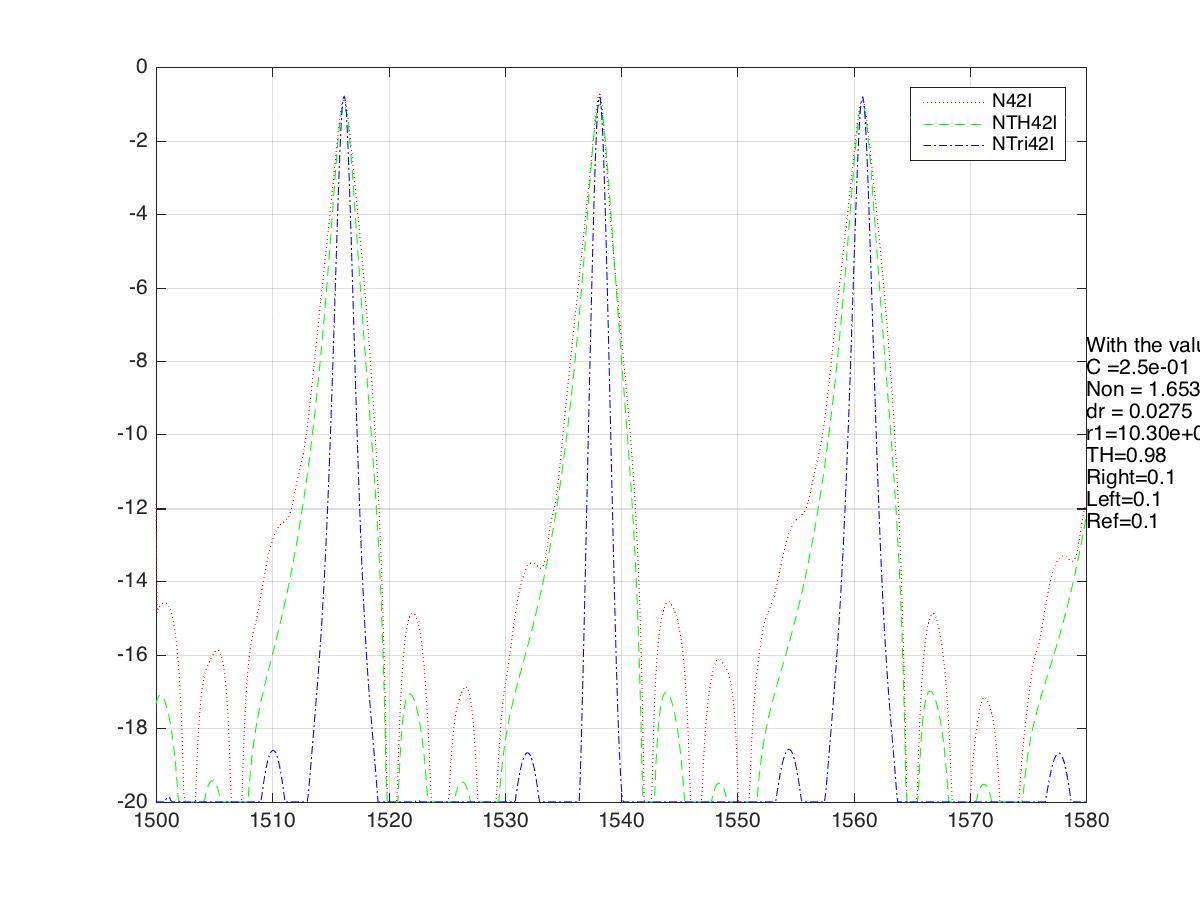 0
-2
-4
-6
-8
-10
-12
-14
-16
-18
-20
1500 1510 1520 1530 1540 1550 1560 1570 1580
N42I
NTH42I
NTri42I
With the
C =2.5e-01
Non = 1.653
dr = 0.0275
r1=10.30e+0
TH=0.98
Right=0.1
Left=0.1
Ref=0.1